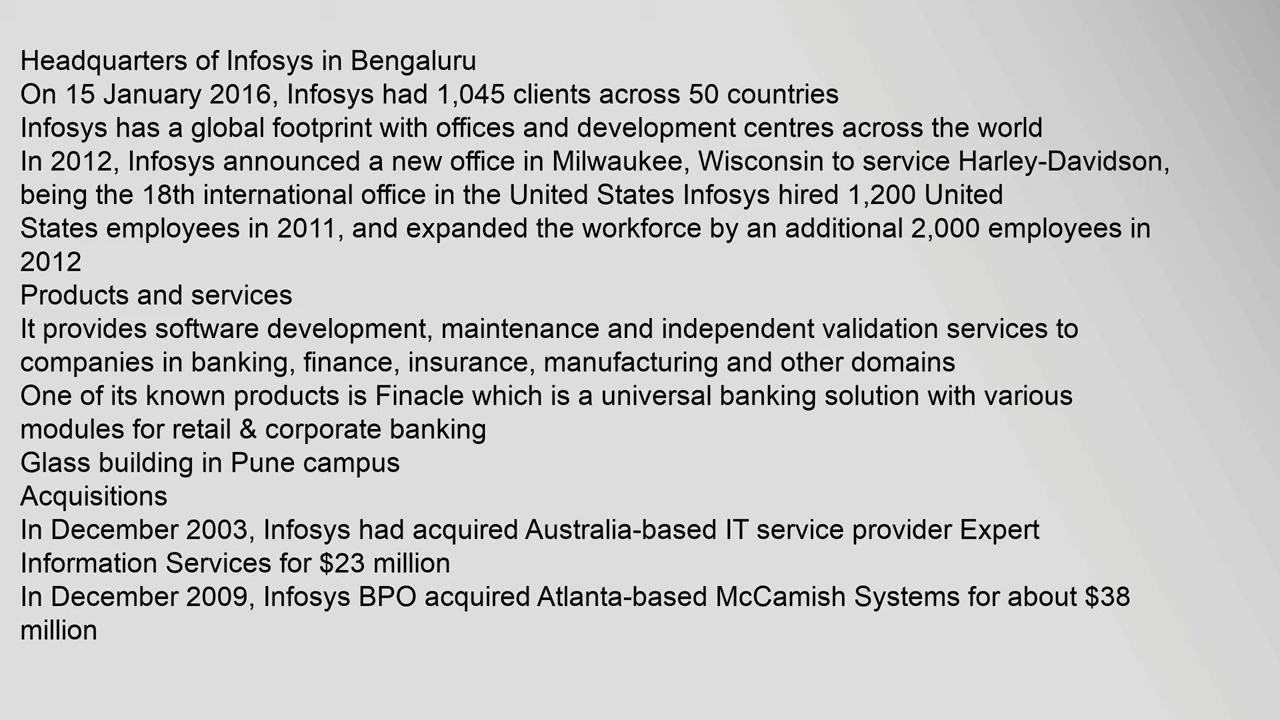 Headquarters of Infosys in Bengaluru
On 15 January 2016, Infosys had 1,045 clients across 50 countries
Infosys has a global footprint with offices and development centres across the world
In 2012, Infosys announced a new office in Milwaukee, Wisconsin to service Harley-Davidson,
being the 18th international office in the United States Infosys hired 1,200 United
States employees in 2011, and expanded the workforce by an additional 2,000 employees in
2012
Products and services
It provides software development, maintenance and independent validation services to
companies in banking, finance, insurance, manufacturing and other domains
One of its known products is Finacle which is a universal banking solution with various
modules for retail & corporate banking
Glass building in Pune campus
Acquisitions
In December 2003, Infosys had acquired Australia-based IT service provider Expert
Information Services for $23 million
In December 2009, Infosys BPO acquired Atlanta-based McCamish Systems for about $38
million